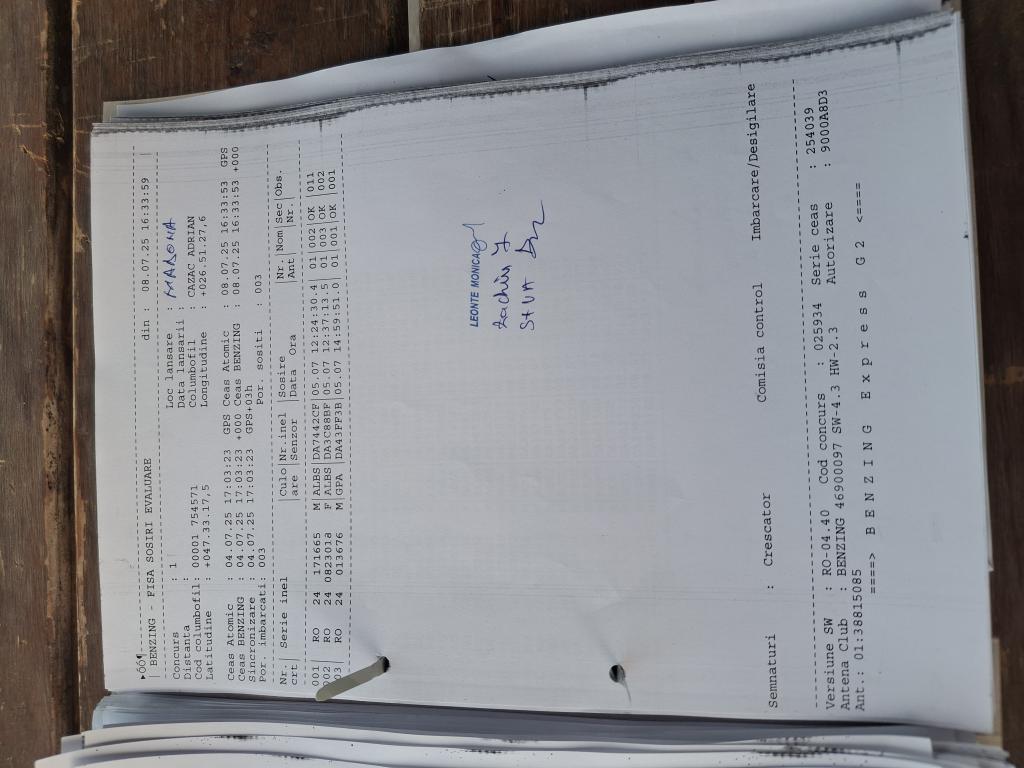 ▸ÔÔ¶
BENZING - FISA SOSIRI EVALUARE din : 08.07.25 16:33:59
Concurs : 1 Loc lansare :
Distanta : Data lansarii :
Cod columbofil : 00001 754571 Columbofil : CAZAC ADRIAN
Latitudine : +047.33.17,5 Longitudine : +026.51.27,6
Ceas Atomic : 04.07.25 17:03:23 GPS Ceas Atomic : 08.07.25 16:33:53 GPS
Ceas BENZING : 04.07.25 17:03:23 +000 Ceas BENZING : 08.07.25 16:33:53 +000
Sincronizare : 04.07.25 17:03:23 GPS+03h
Por. imbarcati: 003 Por. sositi : 003
Nr.| Serie inel |Culo|Nr.inel |Sosire |Nr. |Nom|Sec|Obs.
crt| |are |Senzor |Data Ora |Ant |Nr.|
001| RO 24 171665 M|ALBS|DA7442CF|05.07 12:24:30.4|01 |002|OK |011
002| RO 24 0823018 F|ALBS|DA3C88BF|05.07 12:37:13.5|01 |003|OK |002
003| RO 24 013676 M|GPA |DA43FF3B|05.07 14:59:51.0|01 |001|OK |001
LEONTE MONICA
Semnaturi : Crescator Comisia control Imbarcare/Desigilare
Versiune SW : RO-04.40 Cod concurs : 025934 Serie ceas : 254039
Antena Club : BENZING 46900097 SW-4.3 HW 2.3 Autorizare : 9000A8D3
Ant.: 01:38815085
====> B E N Z I N G E X p r e s s G 2 <====